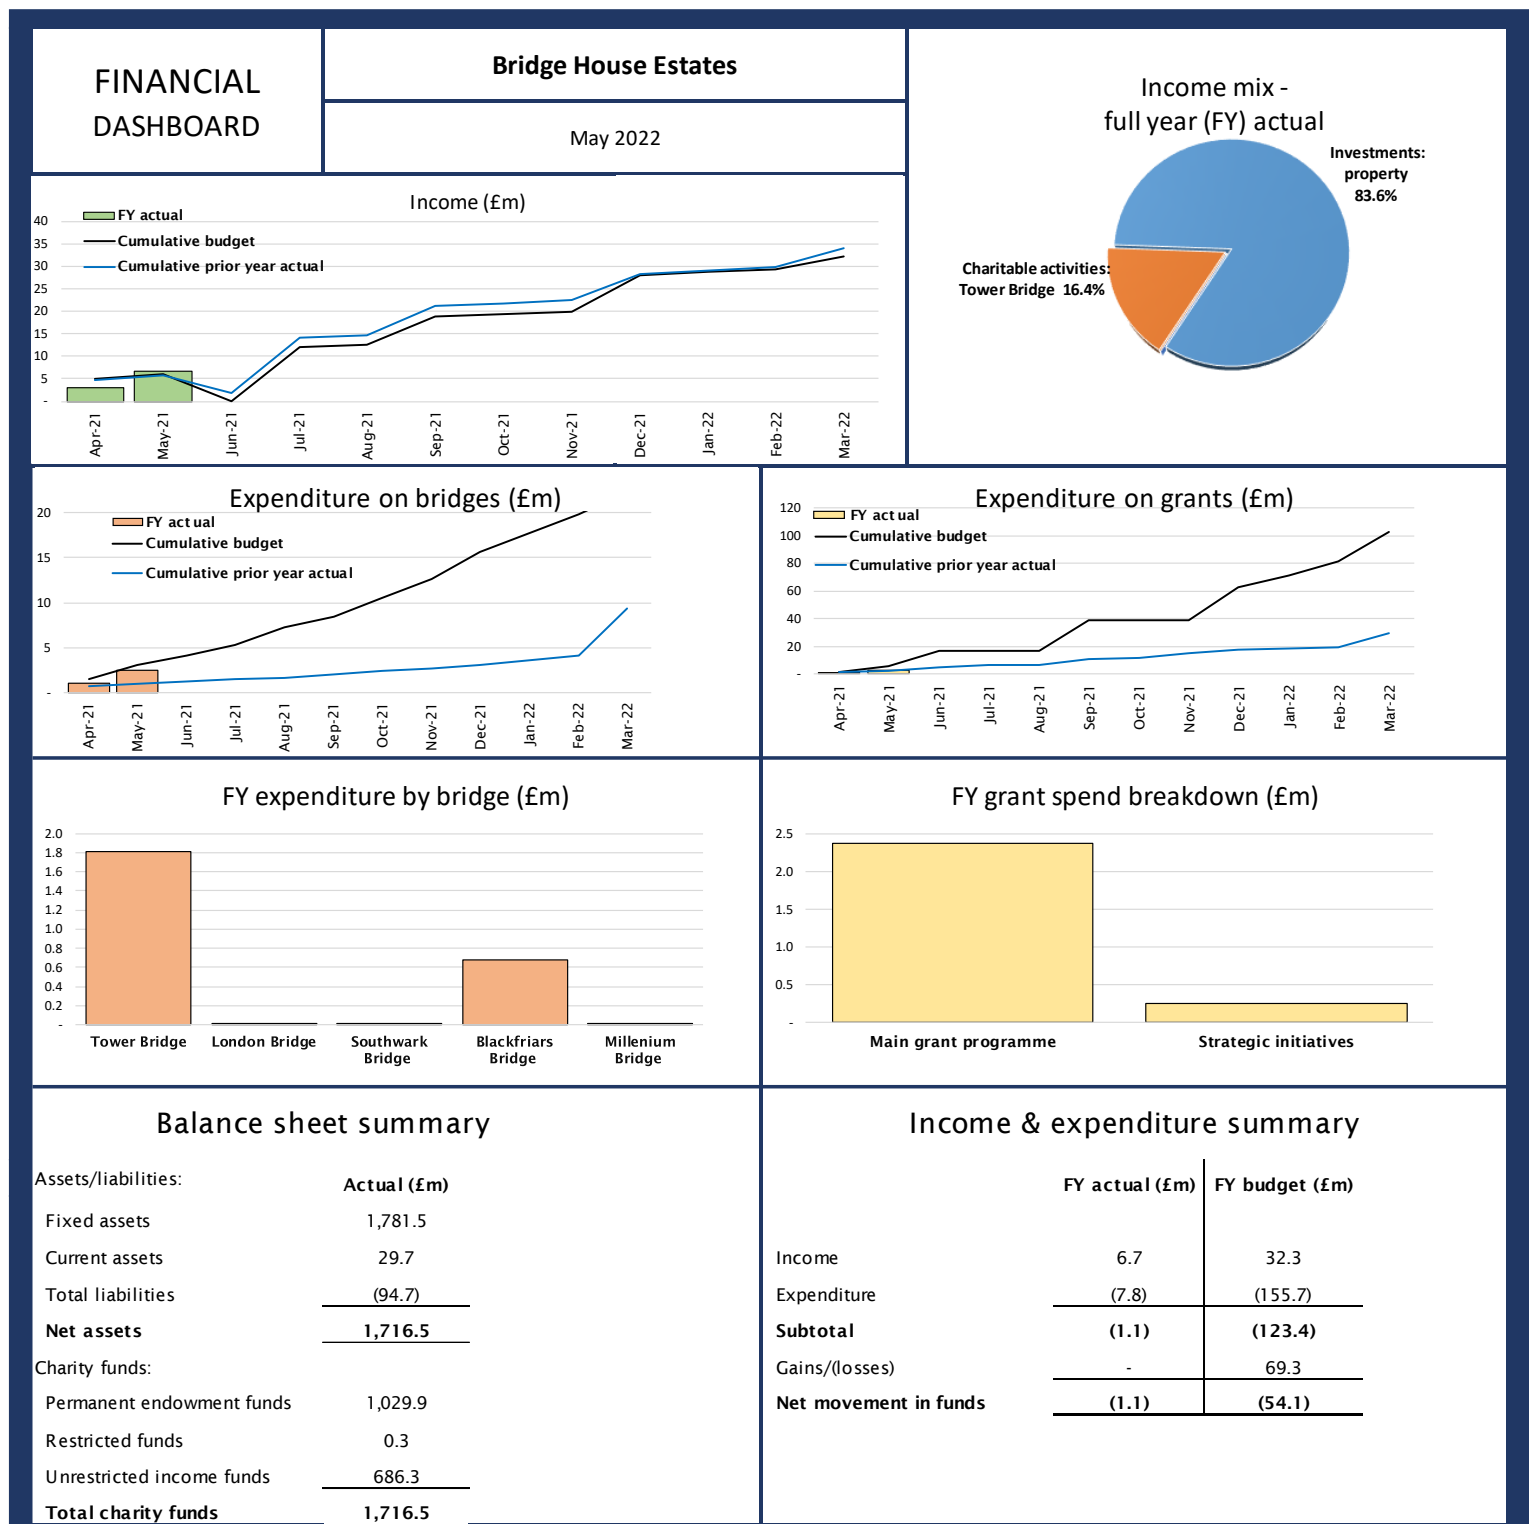 FINANCIAL
DASHBOARD
Bridge House Estates
May 2022
Income mix -
full year (FY) actual
Investments:
property
83.6%
Charitable activities:
Tower Bridge 16.4%
Income (£m)
FY actual
Cumulative budget
Cumulative prior year actual
40
35
30
25
20
15
10
5
-
Apr-21
May-21
Jun-21
Jul-21
Aug-21
Sep-21
Oct-21
Nov-21
Dec-21
Jan-22
Feb-22
Mar-22
Expenditure on bridges (£m)
FY actual
Cumulative budget
Cumulative prior year actual
20
15
10
5
-
Apr-21
May-21
Jun-21
Jul-21
Aug-21
Sep-21
Oct-21
Nov-21
Dec-21
Jan-22
Feb-22
Mar-22
Expenditure on grants (£m)
FY actual
Cumulative budget
Cumulative prior year actual
120
100
80
60
40
20
-
Apr-21
May-21
Jun-21
Jul-21
Aug-21
Sep-21
Oct-21
Nov-21
Dec-21
Jan-22
Feb-22
Mar-22
FY expenditure by bridge (£m)
2.0
1.8
1.6
1.4
1.2
1.0
0.8
0.6
0.4
0.2
-
Tower Bridge
London Bridge
Southwark
Bridge
Blackfriars
Bridge
Millenium
Bridge
FY grant spend breakdown (£m)
2.5
2.0
1.5
1.0
0.5
-
Main grant programme
Strategic initiatives
Balance sheet summary
Assets/liabilities: Actual (£m)
Fixed assets 1,781.5
Current assets 29.7
Total liabilities (94.7)
Net assets 1,716.5
Charity funds:
Permanent endowment funds 1,029.9
Restricted funds 0.3
Unrestricted income funds 686.3
Total charity funds 1,716.5
Income & expenditure summary
FY actual (£m) FY budget (£m)
Income 6.7 32.3
Expenditure (7.8) (155.7)
Subtotal (1.1) (123.4)
Gains/(losses) - 69.3
Net movement in funds (1.1) (54.1)